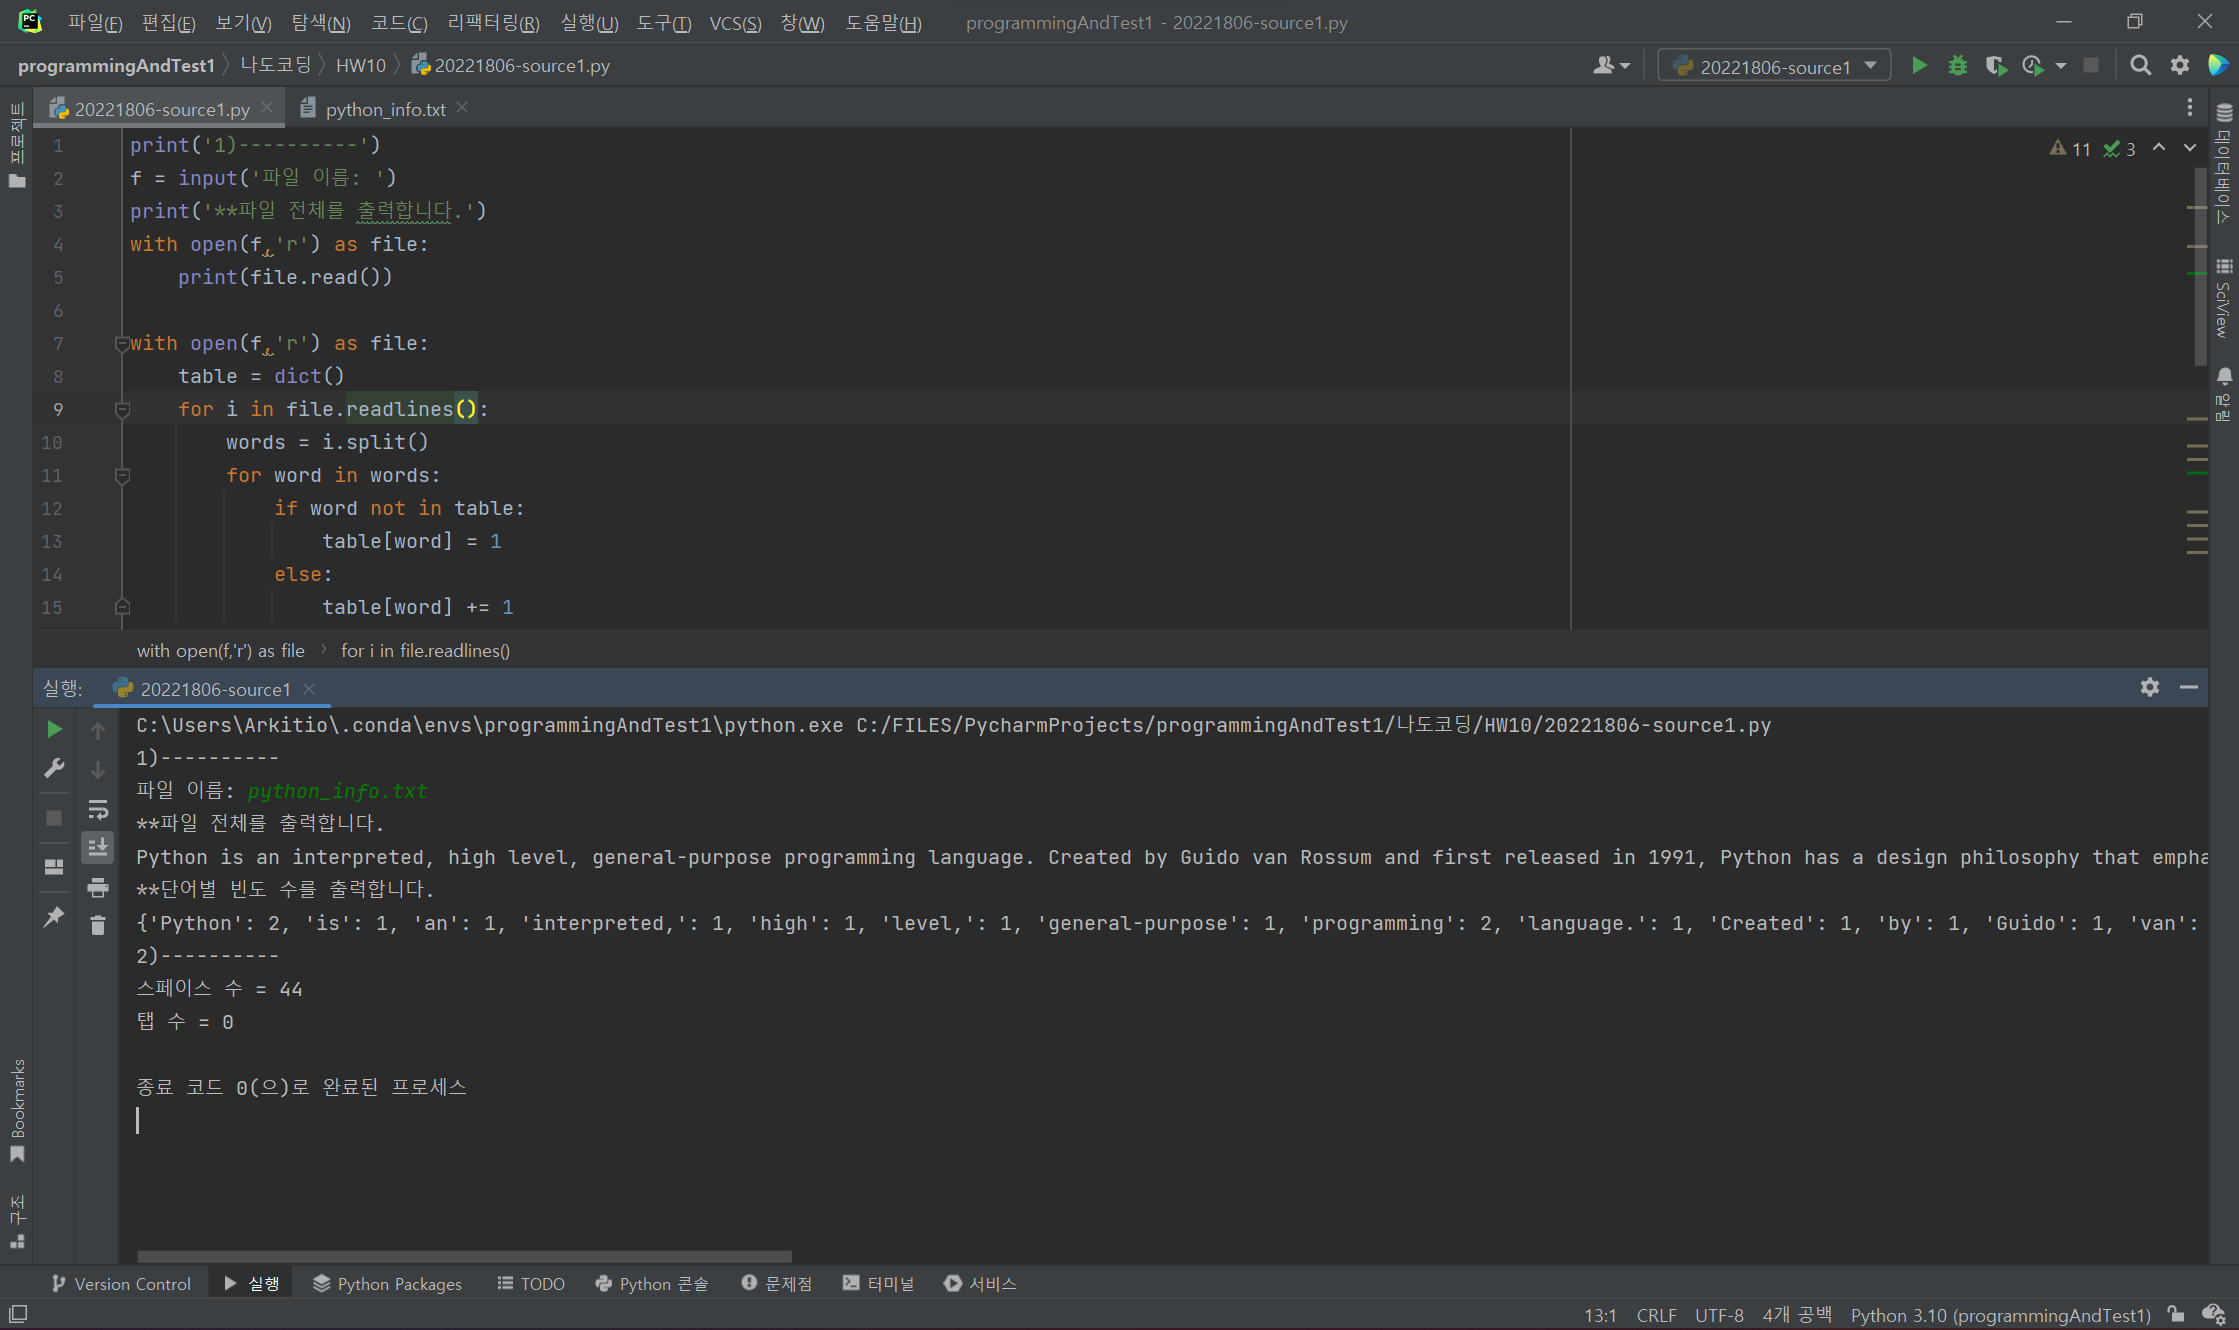 파일(F) 편집(E) 보기(V) 탐색(N) 코드(C) 리팩터링(R) 실행(U) 도구(T) VCS(S) 창(W) 도움말(H) programmingAndTest1 - 20221806-source1.py
programmingAndTest1 나도코딩 HW10 20221806-source1.py 20221806-source1
20221806-source1.py python_info.txt
프로젝트
1 print('1)----------')
2 f = input('파일 이름: ')
3 print('**파일 전체를 출력합니다.')
4 with open(f,'r') as file:
5 print(file.read())
6
7 with open(f,'r') as file:
8 table = dict()
9 for i in file.readlines():
10 words = i.split()
11 for word in words:
12 if word not in table:
13 table[word] = 1
14 else:
15 table[word] += 1
11 3
데이터베이스
SciView
알림
with open(f,'r') as file for i in file.readlines()
실행: 20221806-source1
C:\Users\Arkitio\.conda\envs\programmingAndTest1\python.exe C:/FILES/PycharmProjects/programmingAndTest1/나도코딩/HW10/20221806-source1.py
1)----------
파일 이름: python_info.txt
**파일 전체를 출력합니다.
Python is an interpreted, high level, general-purpose programming language. Created by Guido van Rossum and first released in 1991, Python has a design philosophy that empha
**단어별 빈도 수를 출력합니다.
{'Python': 2, 'is': 1, 'an': 1, 'interpreted,': 1, 'high': 1, 'level,': 1, 'general-purpose': 1, 'programming': 2, 'language.': 1, 'Created': 1, 'by': 1, 'Guido': 1, 'van':
2)----------
스페이스 수 = 44
탭 수 = 0
종료 코드 0(으)로 완료된 프로세스
Bookmarks
구조
Version Control 실행 Python Packages TODO Python 콘솔 문제점 터미널 서비스
13:1 CRLF UTF-8 4개 공백 Python 3.10 (programmingAndTest1)